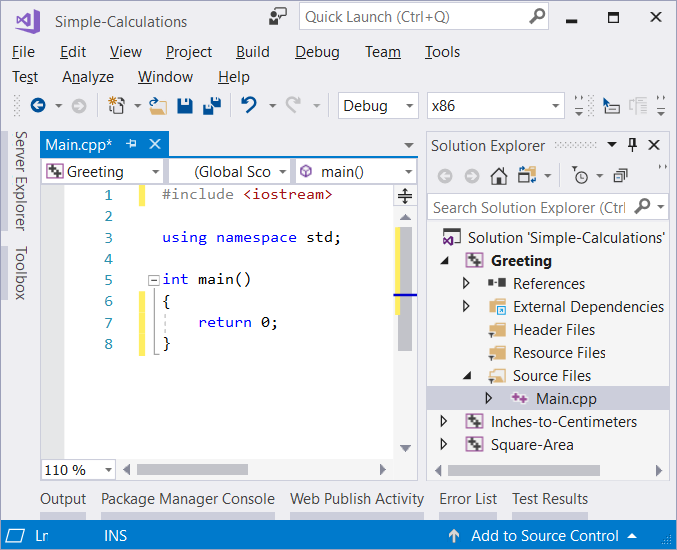 Simple-Calculations
Quick Launch (Ctrl+Q)
File Edit View Project Build Debug Team Tools
Test Analyze Window Help
Debug x86
Server Explorer
Toolbox
Main.cpp*
Greeting (Global Sco main()
1 #include <iostream>
2
3 using namespace std;
4
5 int main()
6 {
7 return 0;
8 }
110 %
Solution Explorer
Search Solution Explorer (Ctrl
Solution 'Simple-Calculations'
Greeting
References
External Dependencies
Header Files
Resource Files
Source Files
Main.cpp
Inches-to-Centimeters
Square-Area
Output Package Manager Console Web Publish Activity Error List Test Results
Ln INS Add to Source Control